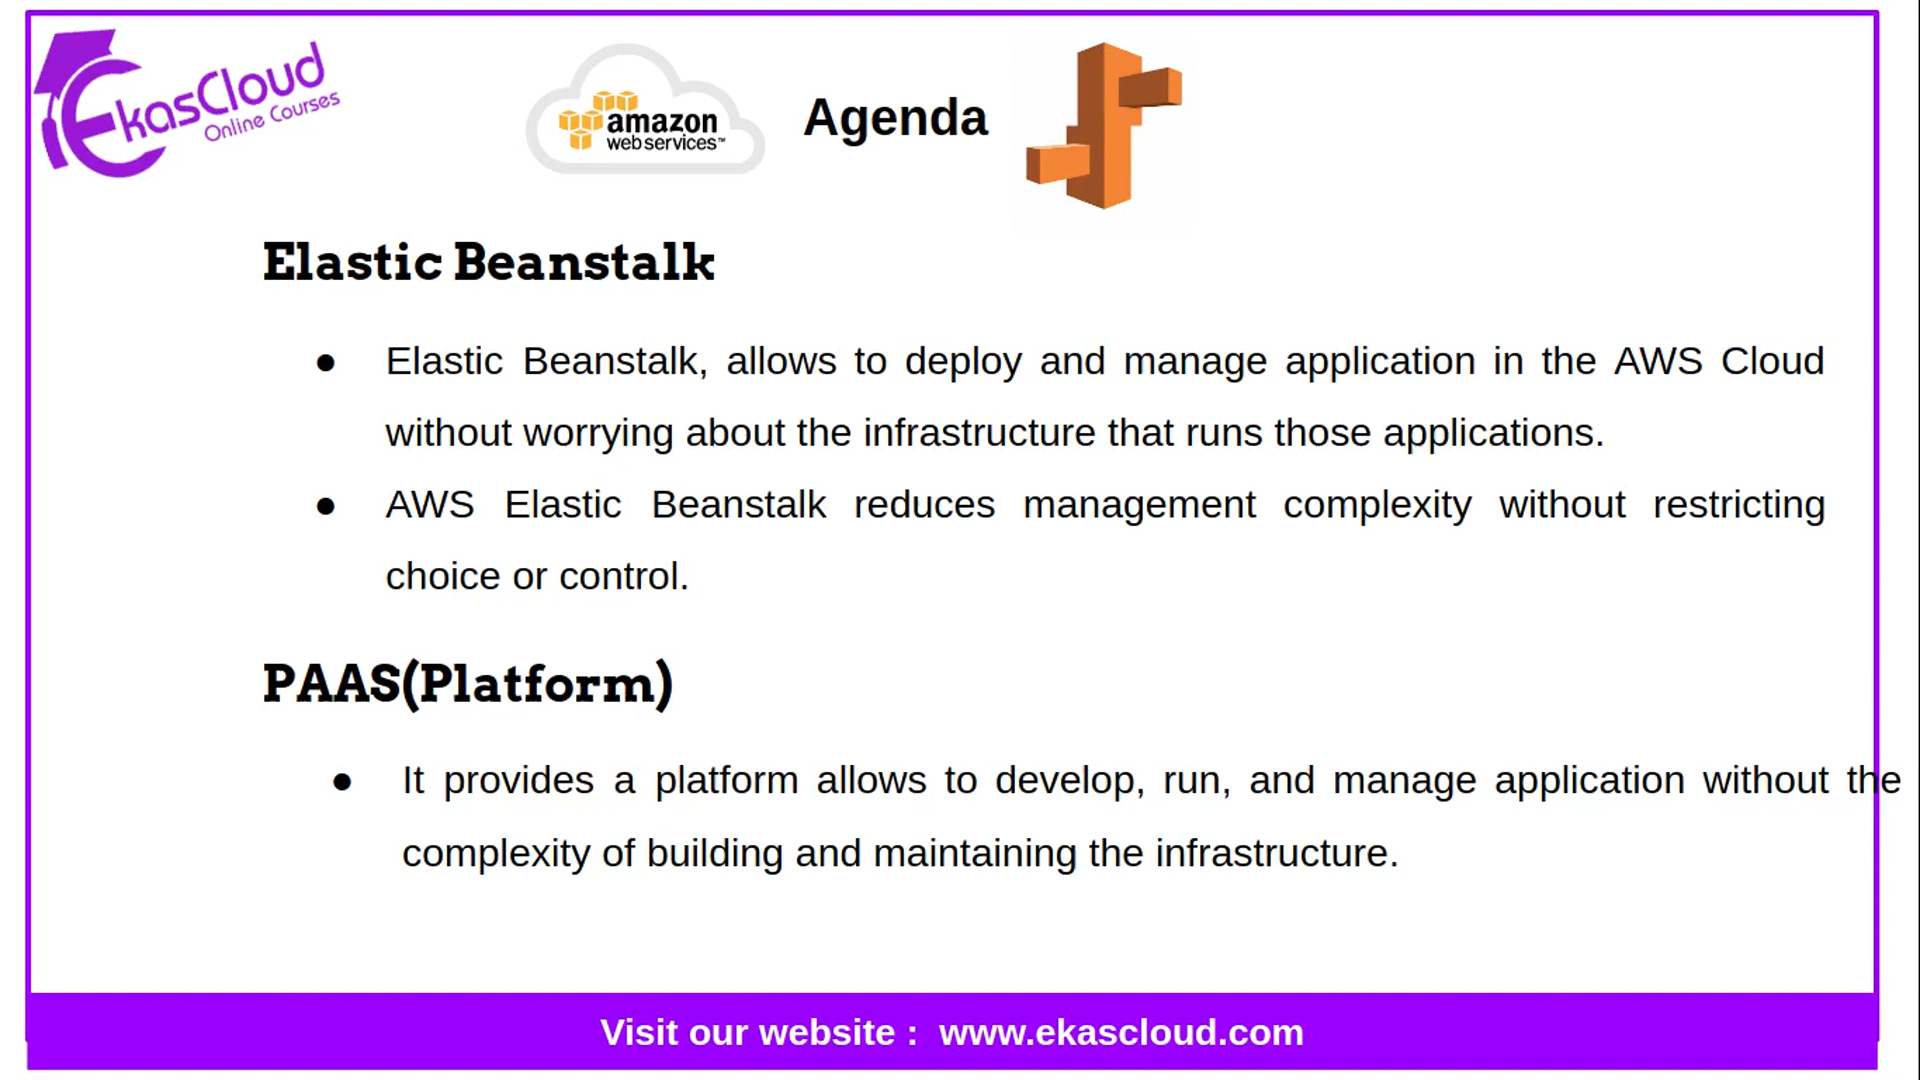 EkasCloud
Online Courses
amazon
web services™
Agenda
Elastic Beanstalk
● Elastic Beanstalk, allows to deploy and manage application in the AWS Cloud
without worrying about the infrastructure that runs those applications.
● AWS Elastic Beanstalk reduces management complexity without restricting
choice or control.
PAAS(Platform)
● It provides a platform allows to develop, run, and manage application without the
complexity of building and maintaining the infrastructure.
Visit our website : www.ekascloud.com